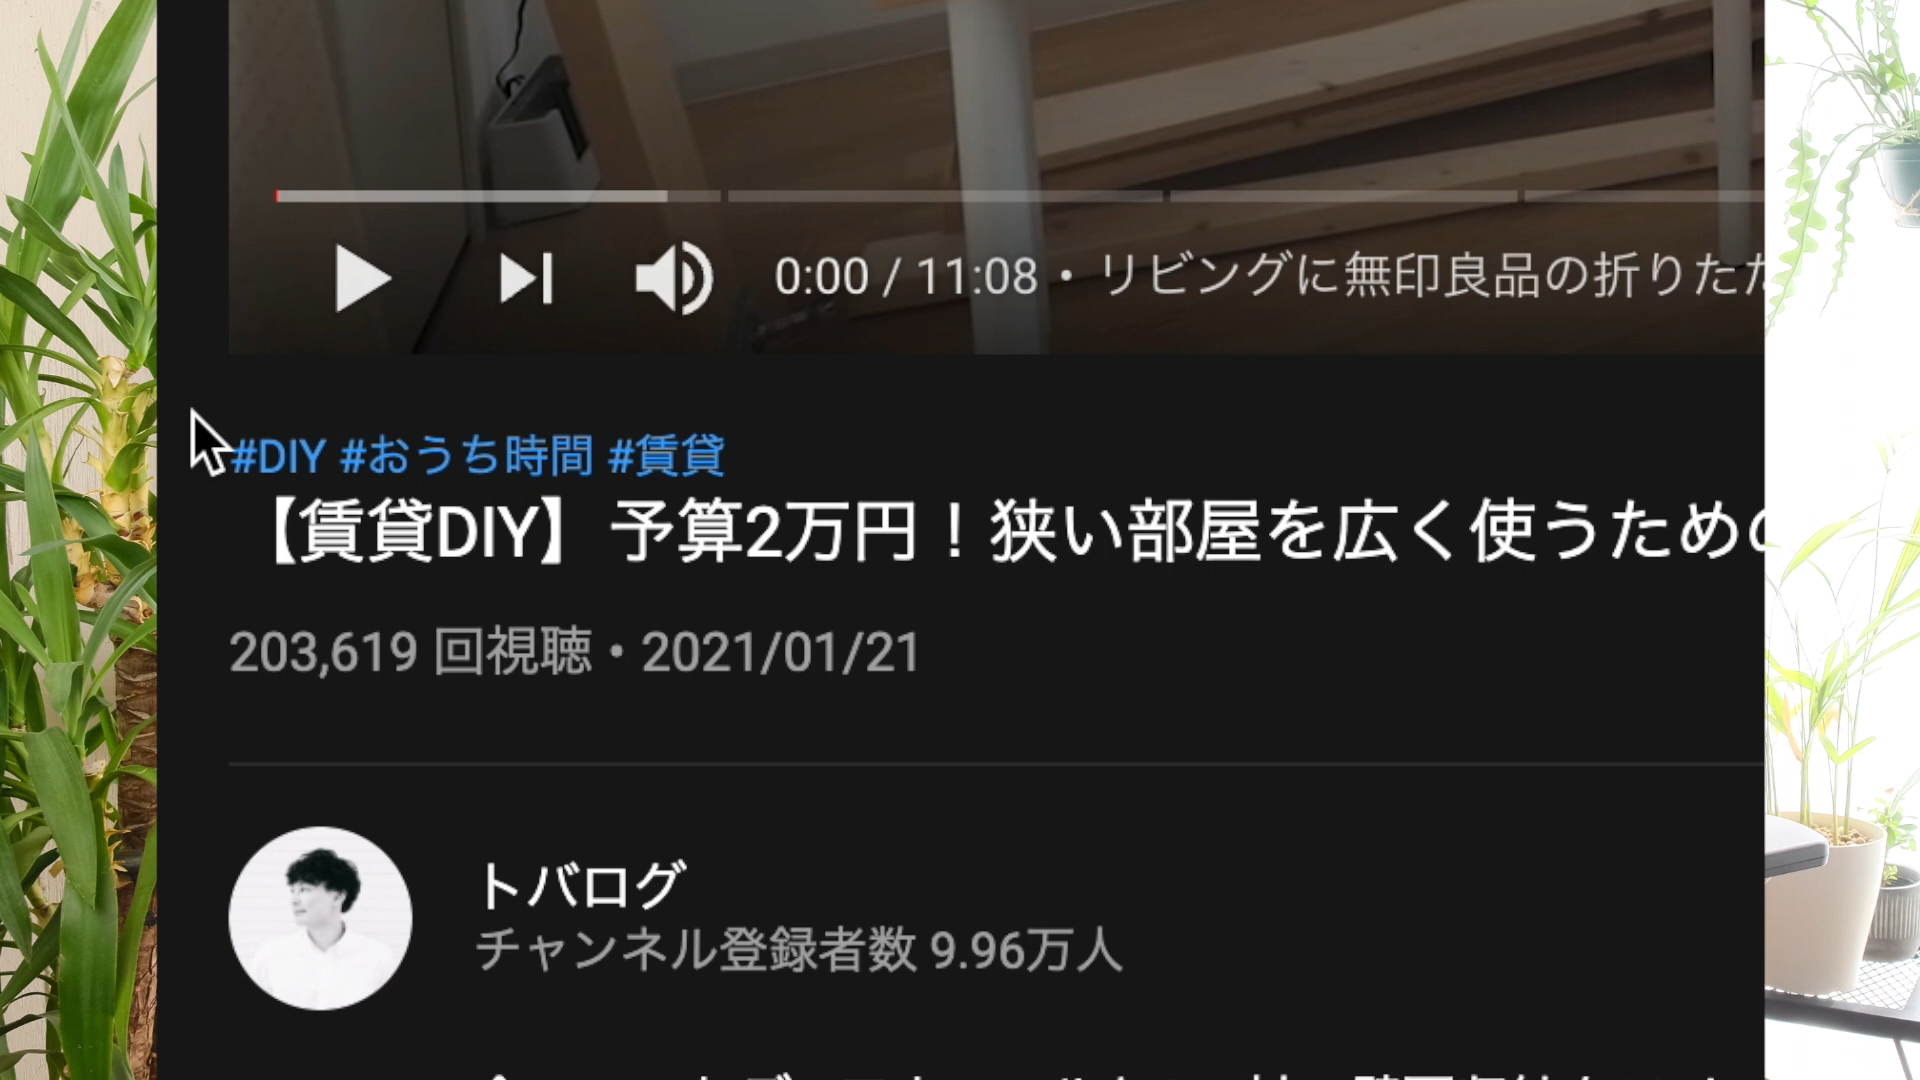 0:00 / 11:08・リビングに無印良品の折りた
#DIY #おうち時間 #賃貸
【賃貸DIY】予算2万円！狭い部屋を広く使うため
203,619 回視聴・2021/01/21
トバログ
チャンネル登録者数 9.96万人